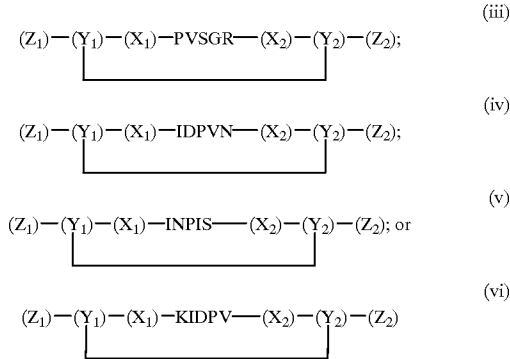 (iii)
(Z₁)—(Y₁)—(X₁)—PVSGR—(X₂)—(Y₂)—(Z₂);
(iv)
(Z₁)—(Y₁)—(X₁)—IDPVN—(X₂)—(Y₂)—(Z₂);
(v)
(Z₁)—(Y₁)—(X₁)—INPIS—(X₂)—(Y₂)—(Z₂); or
(vi)
(Z₁)—(Y₁)—(X₁)—KIDPV—(X₂)—(Y₂)—(Z₂)